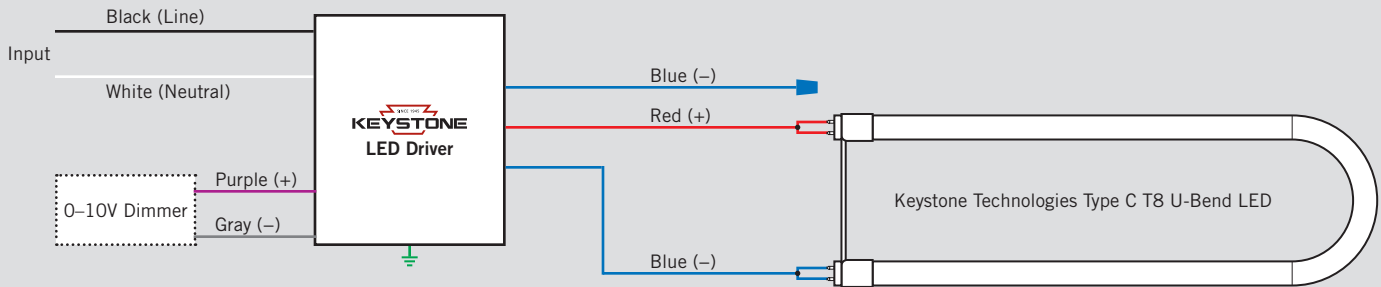 Black (Line)
Input
White (Neutral)
Blue (–)
Red (+)
SINCE 1945
KEYSTONE
LED Driver
Purple (+)
0–10V Dimmer
Gray (–)
Keystone Technologies Type C T8 U-Bend LED
Blue (–)